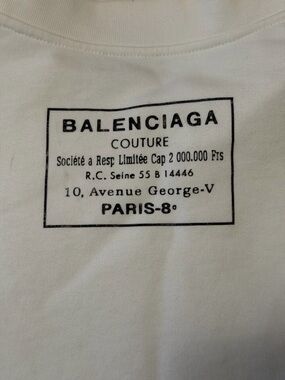 BALENCIAGA
COUTURE
Société a Resp Limitée Cap 2 000.000 Frs
R.C. Seine 55 B 14446
10, Avenue George-V
PARIS-8e